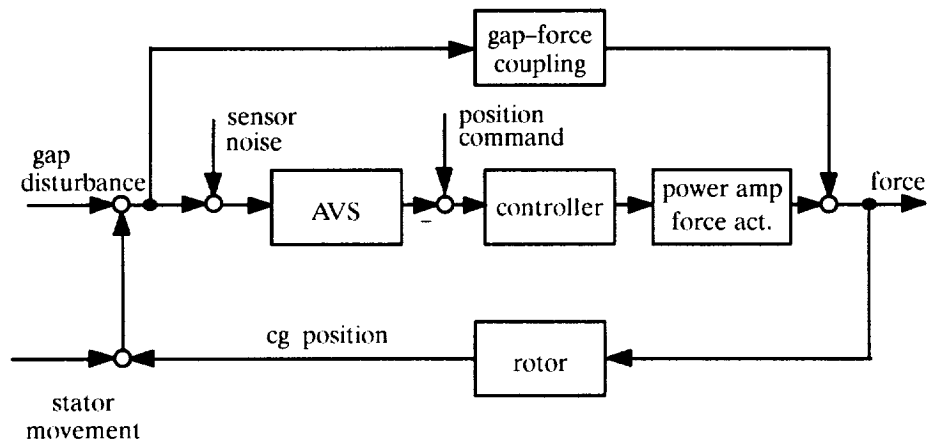 gap–force
coupling
sensor
noise
position
command
gap
disturbance
AVS
–
controller
power amp
force act.
force
cg position
rotor
stator
movement